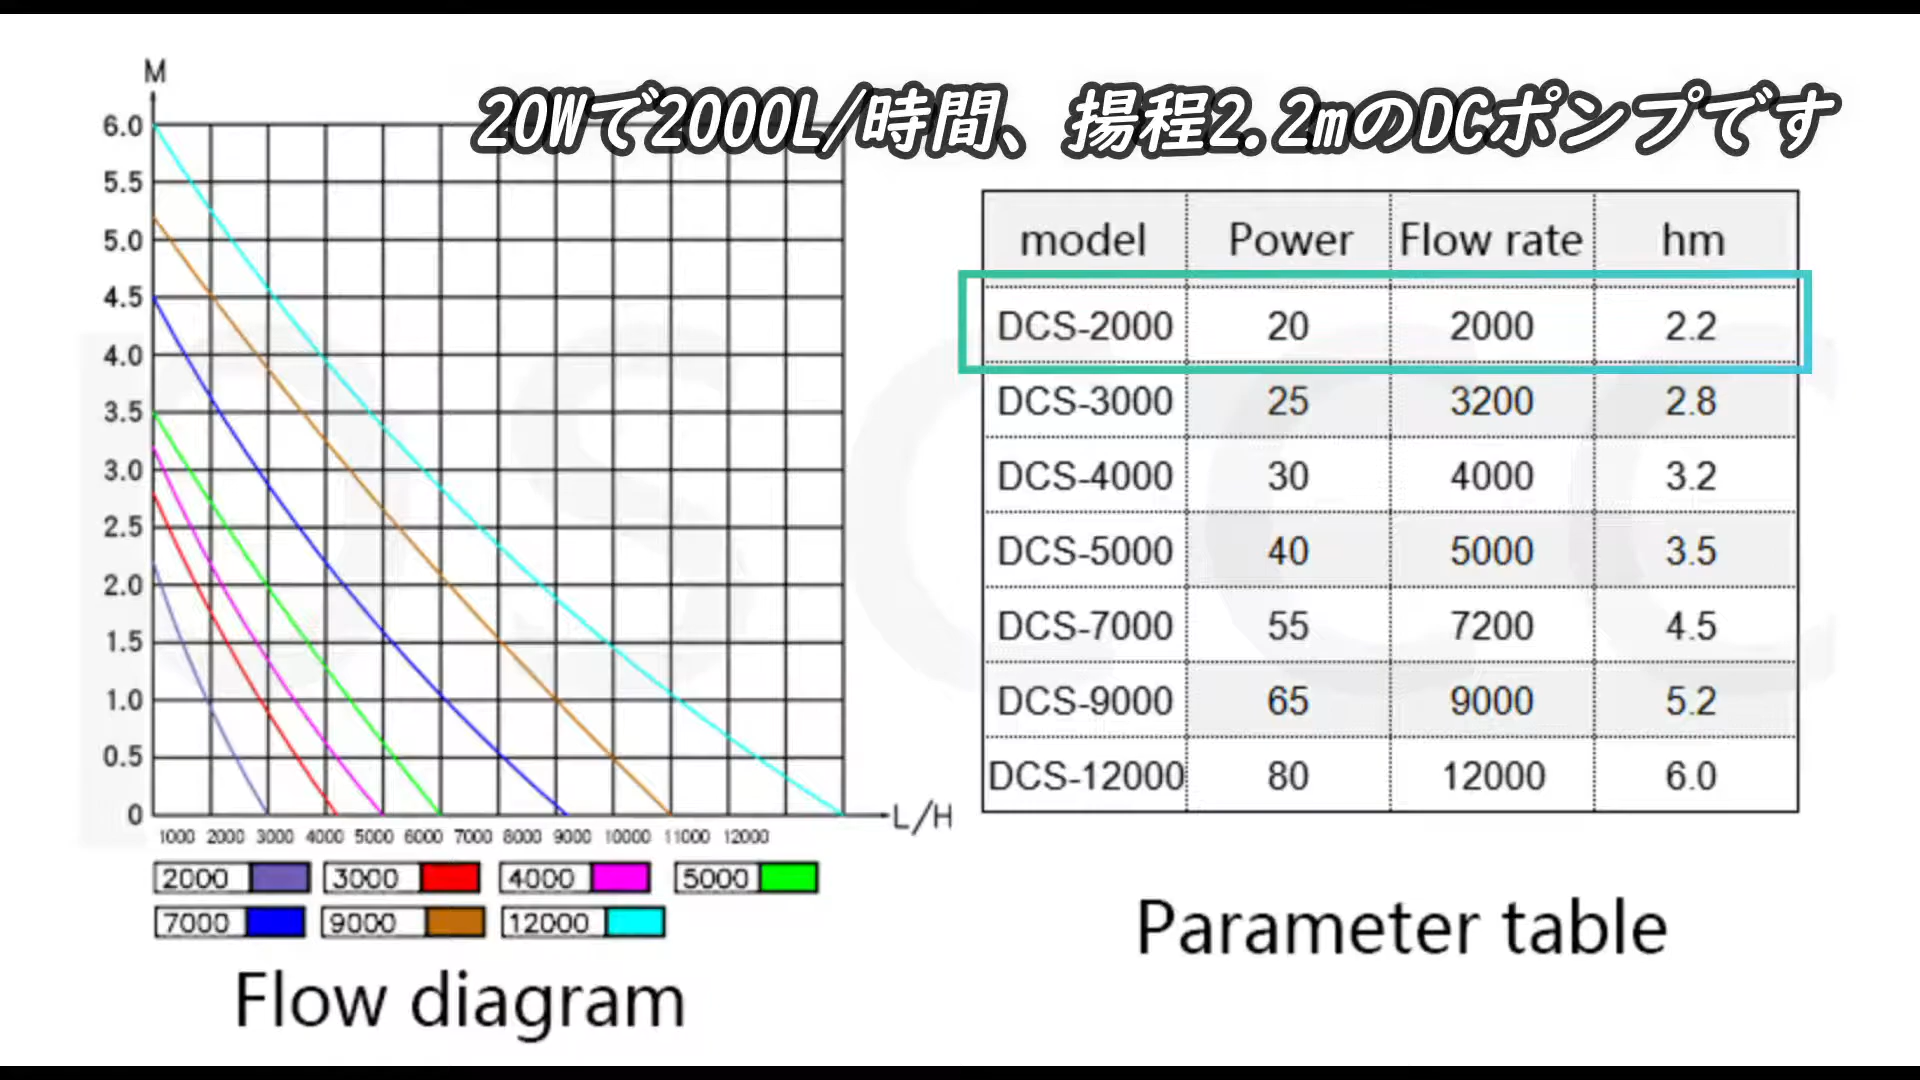 20Wで2000L/時間、揚程2.2mのDCポンプです
M
6.0
5.5
5.0
4.5
4.0
3.5
3.0
2.5
2.0
1.5
1.0
0.5
0
1000 2000 3000 4000 5000 6000 7000 8000 9000 10000 11000 12000
L/H
2000 3000 4000 5000
7000 9000 12000
Flow diagram
model Power Flow rate hm
DCS-2000 20 2000 2.2
DCS-3000 25 3200 2.8
DCS-4000 30 4000 3.2
DCS-5000 40 5000 3.5
DCS-7000 55 7200 4.5
DCS-9000 65 9000 5.2
DCS-12000 80 12000 6.0
Parameter table